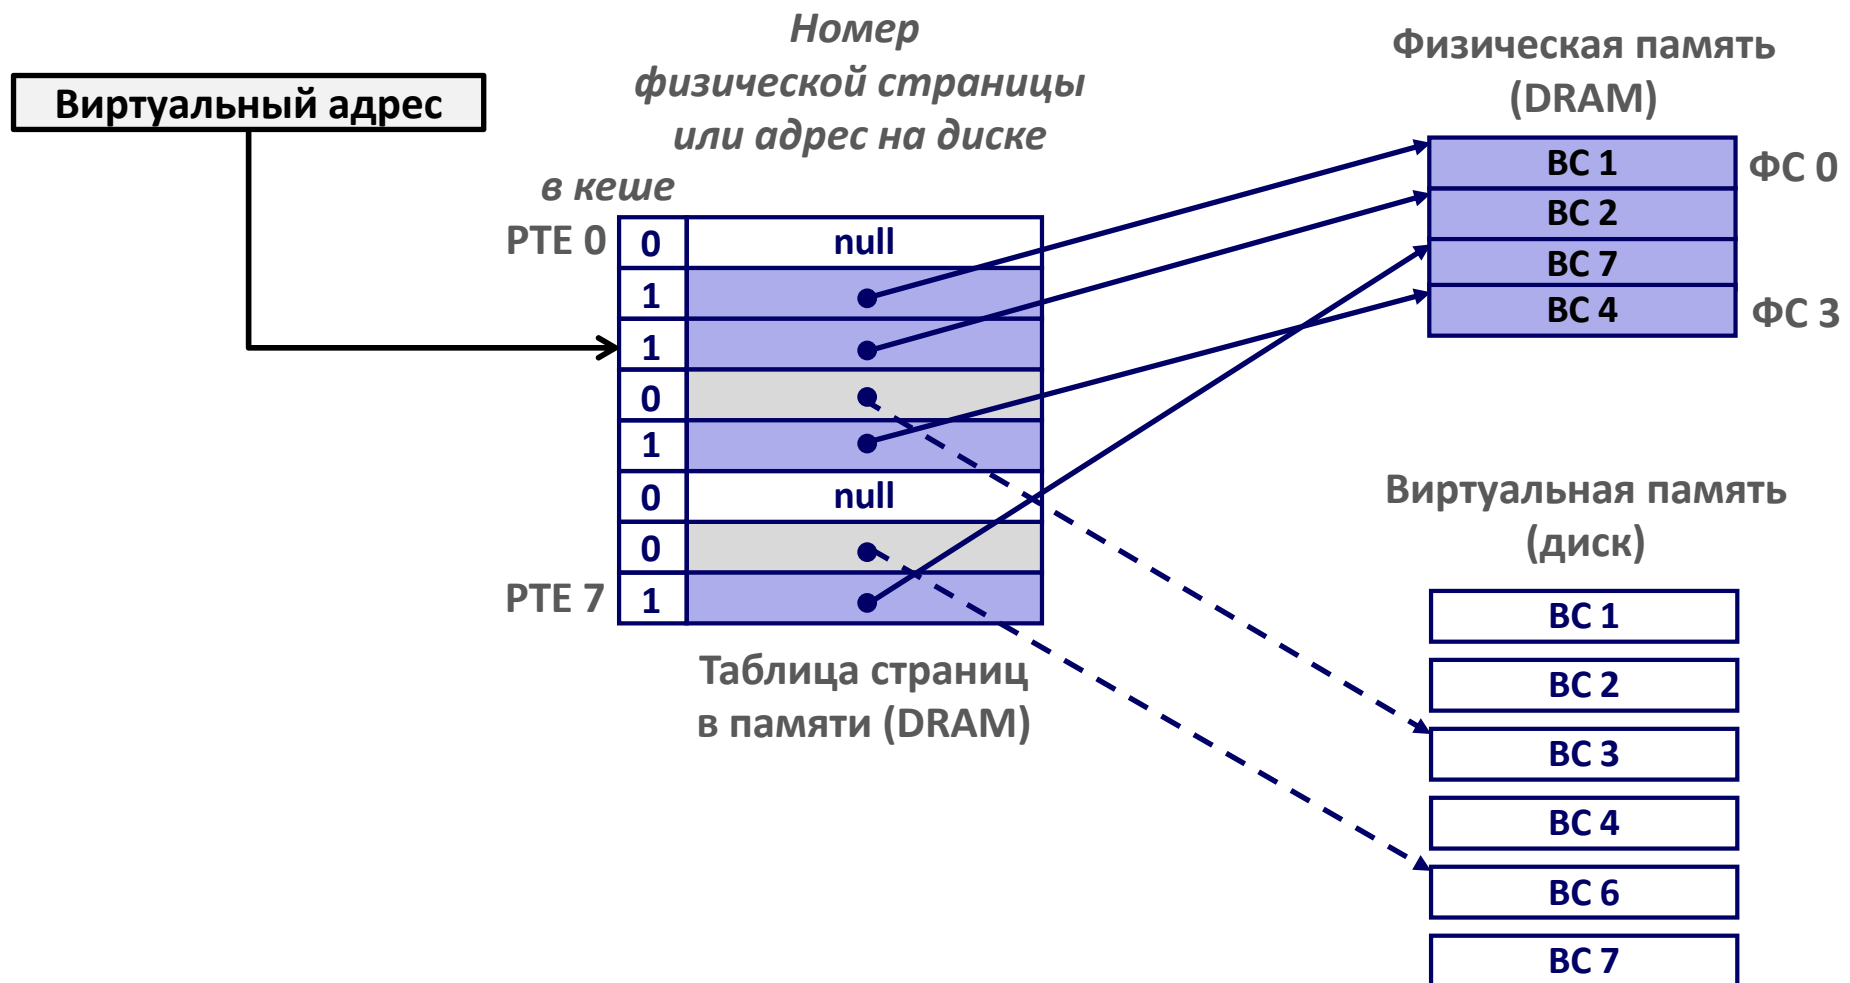 Номер
физической страницы
или адрес на диске
Физическая память
(DRAM)
Виртуальный адрес
в кеше
PTE 0
0
null
1
1
0
1
0
null
0
PTE 7
1
Таблица страниц
в памяти (DRAM)
ВС 1
ФС 0
ВС 2
ВС 7
ВС 4
ФС 3
Виртуальная память
(диск)
ВС 1
ВС 2
ВС 3
ВС 4
ВС 6
ВС 7